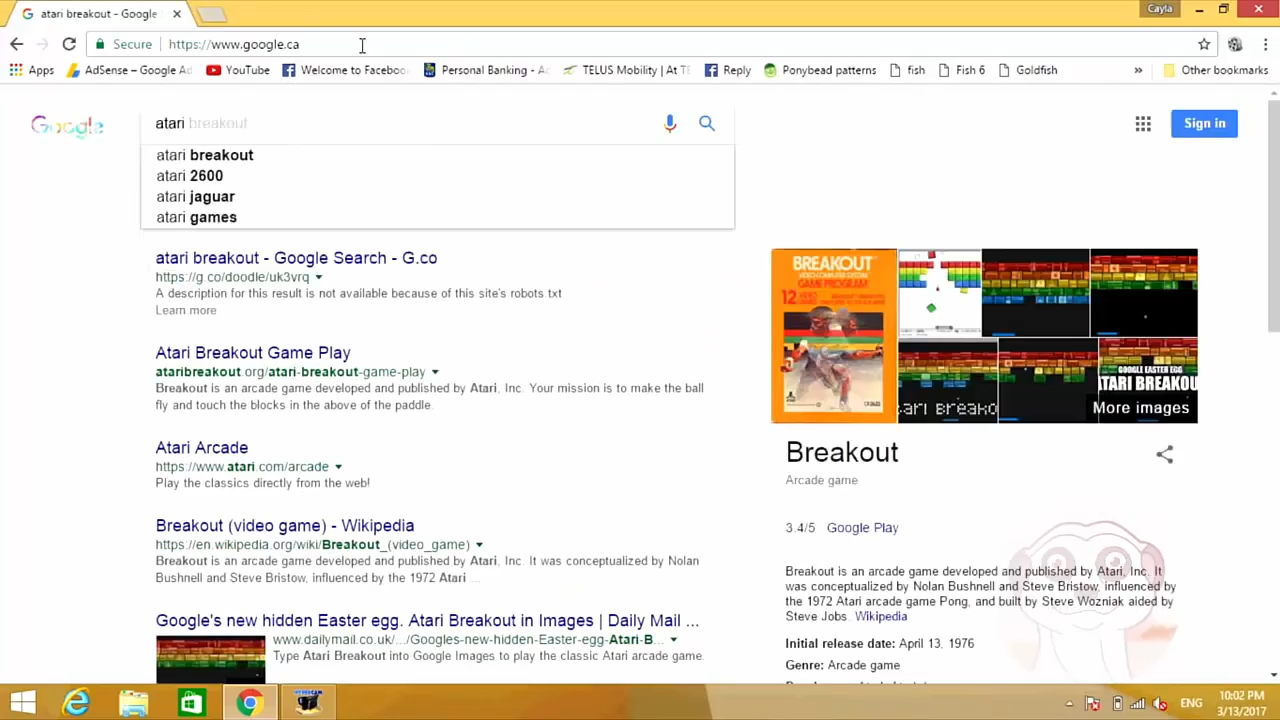 atari breakout - Google
Cayla
Secure
https://www.google.ca
Apps
AdSense – Google Ad
YouTube
Welcome to Faceboo
Personal Banking - Ac
TELUS Mobility | At TE
Reply
Ponybead patterns
fish
Fish 6
Goldfish
»
Other bookmarks
Google
atari breakout
Sign in
atari breakout
atari 2600
atari jaguar
atari games
atari breakout - Google Search - G.co
https://g.co/doodle/uk3vrq
A description for this result is not available because of this site's robots.txt
Learn more
Atari Breakout Game Play
ataribreakout.org/atari-breakout-game-play
Breakout is an arcade game developed and published by Atari, Inc. Your mission is to make the ball
fly and touch the blocks in the above of the paddle.
Atari Arcade
https://www.atari.com/arcade
Play the classics directly from the web!
Breakout (video game) - Wikipedia
https://en.wikipedia.org/wiki/Breakout_(video_game)
Breakout is an arcade game developed and published by Atari, Inc. It was conceptualized by Nolan
Bushnell and Steve Bristow, influenced by the 1972 Atari ...
Google's new hidden Easter egg. Atari Breakout in Images | Daily Mail ...
www.dailymail.co.uk/.../Googles-new-hidden-Easter-egg-Atari-B...
Type Atari Breakout into Google Images to play the classic Atari arcade game.
BREAKOUT
GAME PROGRAM
12 VIDEO GAMES
ATARI BREAKO
GOOGLE EASTER EGG
ATARI BREAKOU
More images
Breakout
Arcade game
3.4/5 Google Play
Breakout is an arcade game developed and published by Atari, Inc. It
was conceptualized by Nolan Bushnell and Steve Bristow, influenced by
the 1972 Atari arcade game Pong, and built by Steve Wozniak aided by
Steve Jobs. Wikipedia
Initial release date: April 13, 1976
Genre: Arcade game
ENG
10:02 PM
3/13/2017